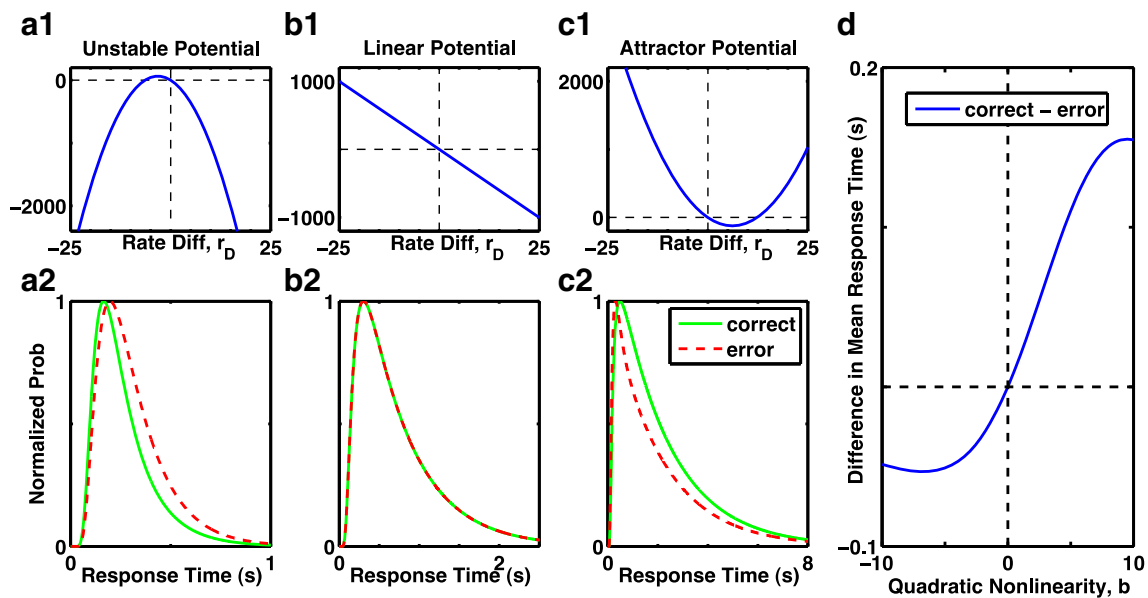 a1
Unstable Potential
0
−2000
−25
Rate Diff, r_D
25
b1
Linear Potential
1000
−1000
−25
Rate Diff, r_D
25
c1
Attractor Potential
2000
0
−25
Rate Diff, r_D
25
a2
Normalized Prob
1
0
0
Response Time (s)
1
b2
1
0
0
Response Time (s)
2
c2
correct
error
1
0
0
Response Time (s)
8
d
correct − error
Difference in Mean Response Time (s)
0.2
−0.1
−10
0
10
Quadratic Nonlinearity, b